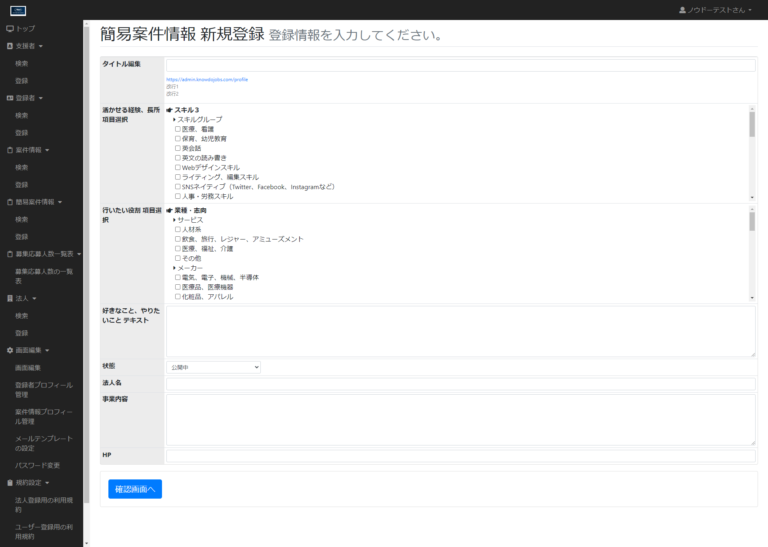 ノウドーテストさん
トップ
支援者
検索
登録
登録者
検索
登録
案件情報
検索
登録
簡易案件情報
検索
登録
募集応募人数一覧表
募集応募人数の一覧
表
法人
検索
登録
画面編集
画面編集
登録者プロフィール
管理
案件情報プロフィー
ル管理
メールテンプレート
の設定
パスワード変更
規約設定
法人登録用の利用規
約
ユーザー登録用の利
用規約
簡易案件情報 新規登録 登録情報を入力してください。
タイトル編集
https://admin.knowdojobs.com/profile
改行1
改行2
活かせる経験、長所
項目選択
スキル3
スキルグループ
医療、看護
保育、幼児教育
英会話
英文の読み書き
Webデザインスキル
ライティング、編集スキル
SNSネイティブ（Twitter、Facebook、Instagramなど）
人事・労務スキル
行いたい役割 項目選
択
業種・志向
サービス
人材系
飲食、旅行、レジャー、アミューズメント
医療、福祉、介護
その他
メーカー
電気、電子、機械、半導体
医療品、医療機器
化粧品、アパレル
好きなこと、やりた
いこと テキスト
状態
公開中
法人名
事業内容
HP
確認画面へ